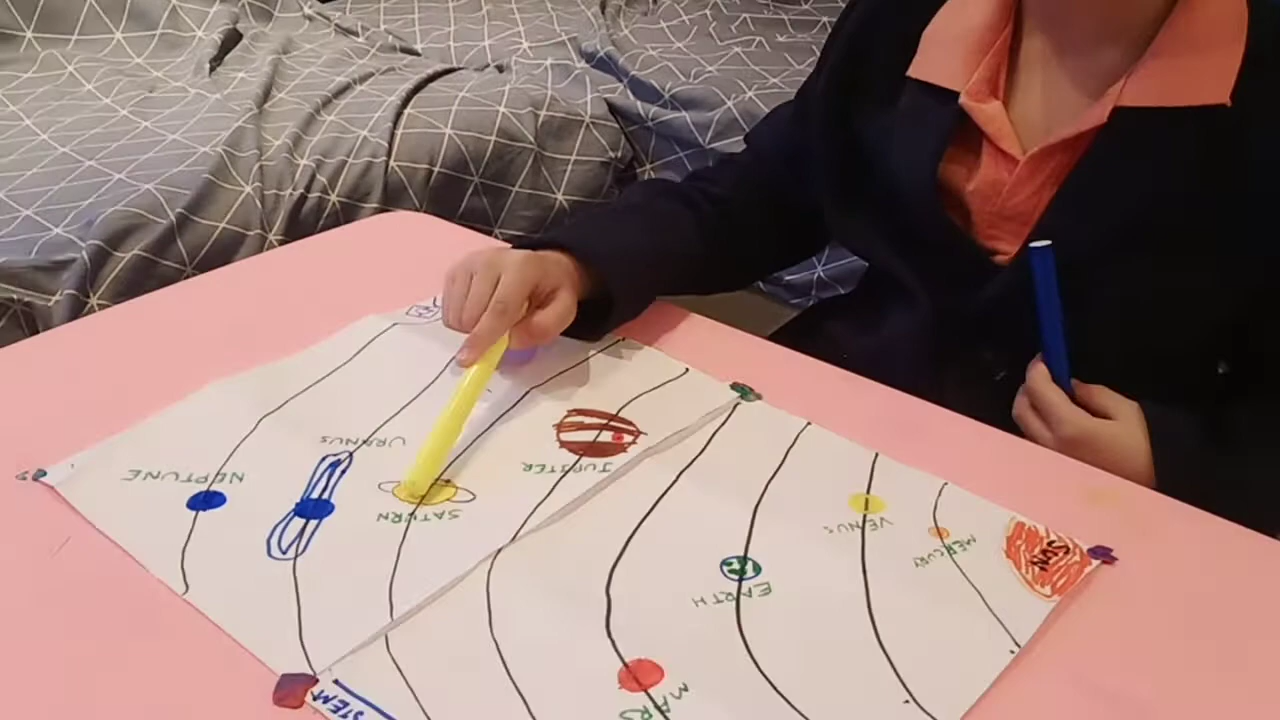 SUN
MERCURY
VENUS
EARTH
MARS
JUPITER
SATURN
URANUS
NEPTUNE
STEM